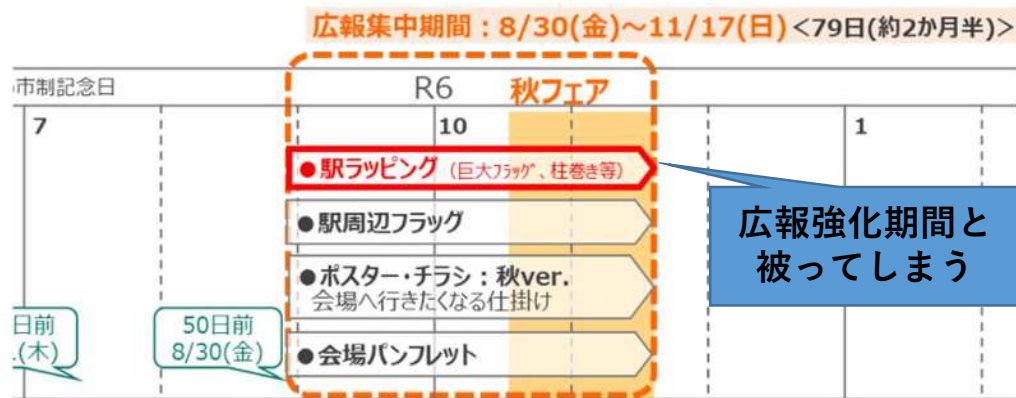 広報集中期間：8/30(金)～11/17(日)<79日(約2か月半)>
市制記念日
R6 秋フェア
7
10
1
●駅ラッピング（巨大ﾌﾗｯｸﾞ、柱巻き等）
●駅周辺フラッグ
●ポスター・チラシ：秋ver.
会場へ行きたくなる仕掛け
●会場パンフレット
日前
(木)
50日前
8/30(金)
広報強化期間と
被ってしまう